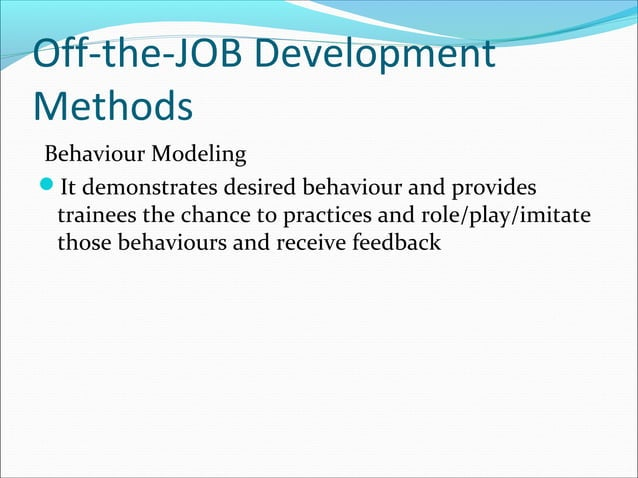 Off-the-JOB Development
Methods
Behaviour Modeling
It demonstrates desired behaviour and provides
trainees the chance to practices and role/play/imitate
those behaviours and receive feedback